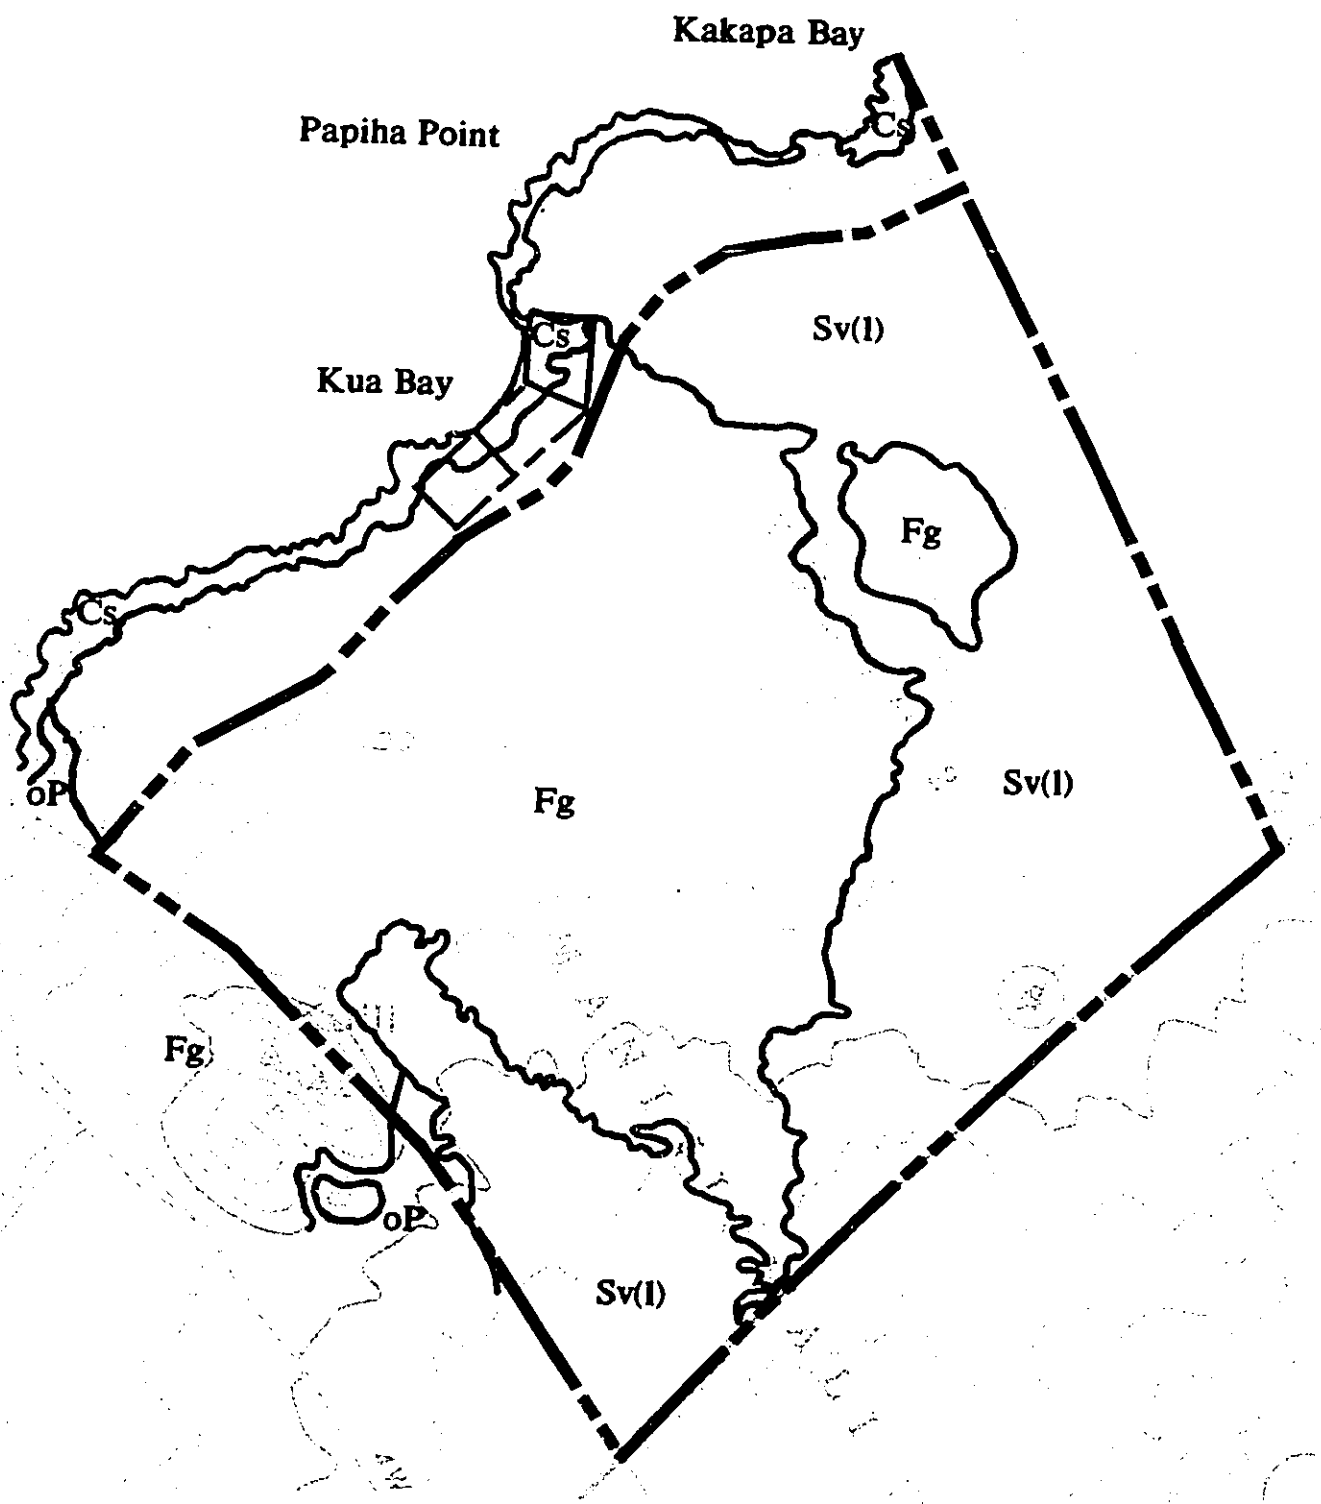 Kakapa Bay
Papiha Point
Cs
Sv(l)
Cs
Kua Bay
Fg
Cs
Sv(l)
oP
Fg
Fg
oP
Sv(l)